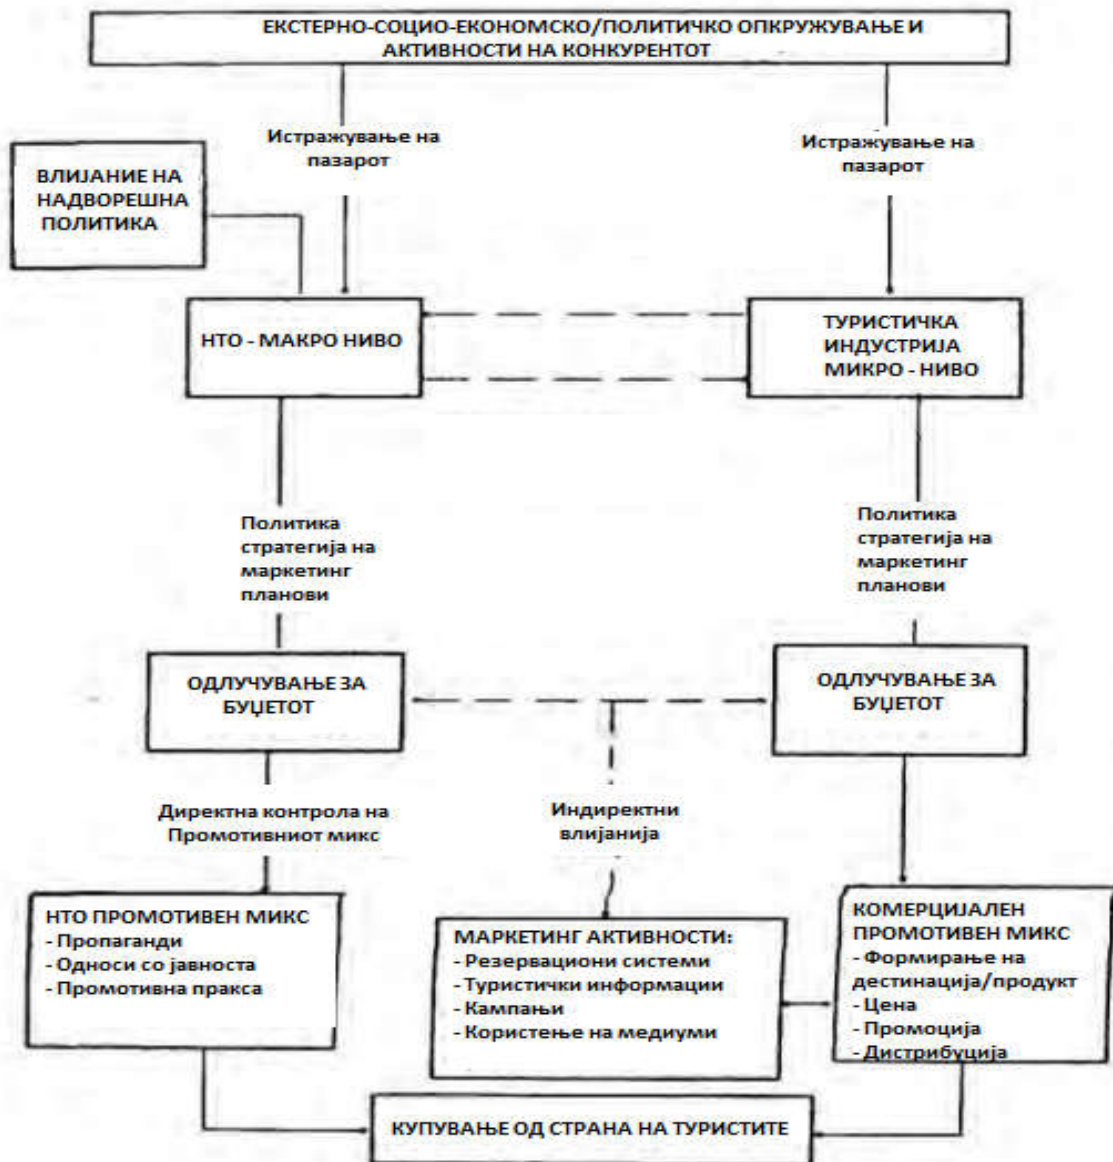 ЕКСТЕРНО-СОЦИО-ЕКОНОМСКО/ПОЛИТИЧКО ОПКРУЖУВАЊЕ И
АКТИВНОСТИ НА КОНКУРЕНТОТ
Истражување на
пазарот
Истражување на
пазарот
ВЛИЈАНИЕ НА
НАДВОРЕШНА
ПОЛИТИКА
НТО - МАКРО НИВО
ТУРИСТИЧКА
ИНДУСТРИЈА
МИКРО - НИВО
Политика
стратегија на
маркетинг
планови
Политика
стратегија на
маркетинг
планови
ОДЛУЧУВАЊЕ ЗА
БУЏЕТОТ
ОДЛУЧУВАЊЕ ЗА
БУЏЕТОТ
Директна контрола на
Промотивниот микс
Индиректни
влијанија
НТО ПРОМОТИВЕН МИКС
- Пропаганди
- Односи со јавноста
- Промотивна пракса
МАРКЕТИНГ АКТИВНОСТИ:
- Резервациони системи
- Туристички информации
- Кампањи
- Користење на медиуми
КОМЕРЦИЈАЛЕН
ПРОМОТИВЕН МИКС
- Формирање на
дестинација/продукт
- Цена
- Промоција
- Дистрибуција
КУПУВАЊЕ ОД СТРАНА НА ТУРИСТИТЕ